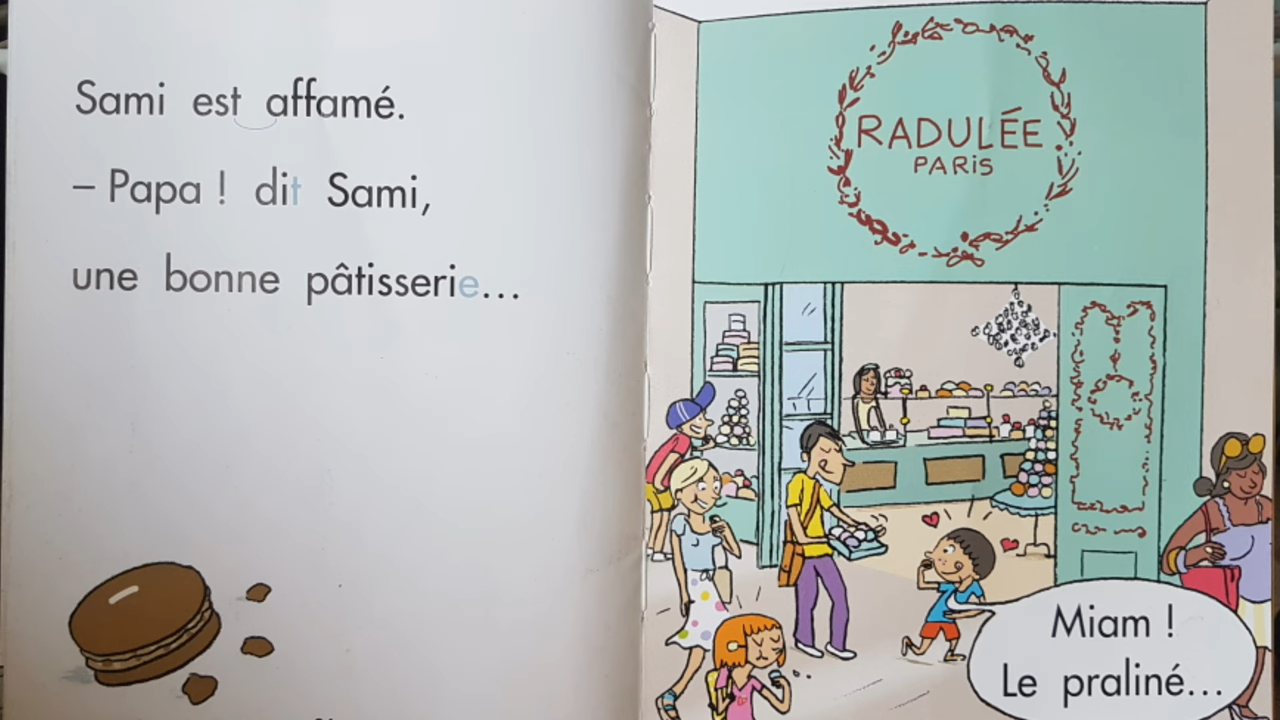 Sami est affamé.
– Papa ! dit Sami,
une bonne pâtisserie...
RADULÉE
PARiS
Miam !
Le praliné...